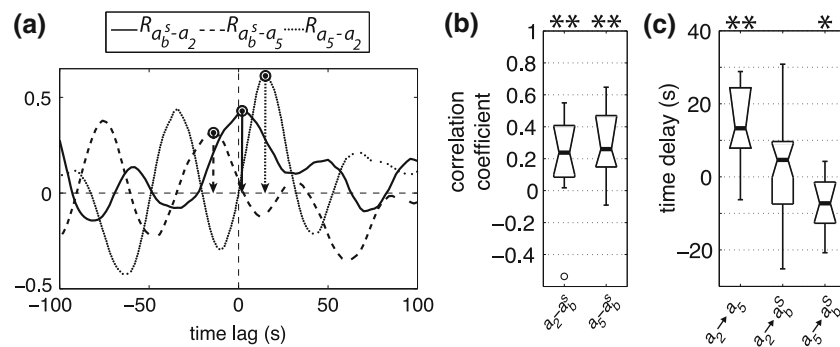 (a)
R_{a_b^s-a_2} R_{a_b^s-a_5} R_{a_5-a_2}
0.5
0
−0.5
−100 −50 0 50 100
time lag (s)
(b)
** **
correlation
coefficient
1
0.8
0.6
0.4
0.2
0
−0.2
−0.4
a_2-a_b^s a_5-a_b^s
(c)
** *
time delay (s)
40
20
0
−20
a_2→a_5 a_2→a_b^s a_5→a_b^s